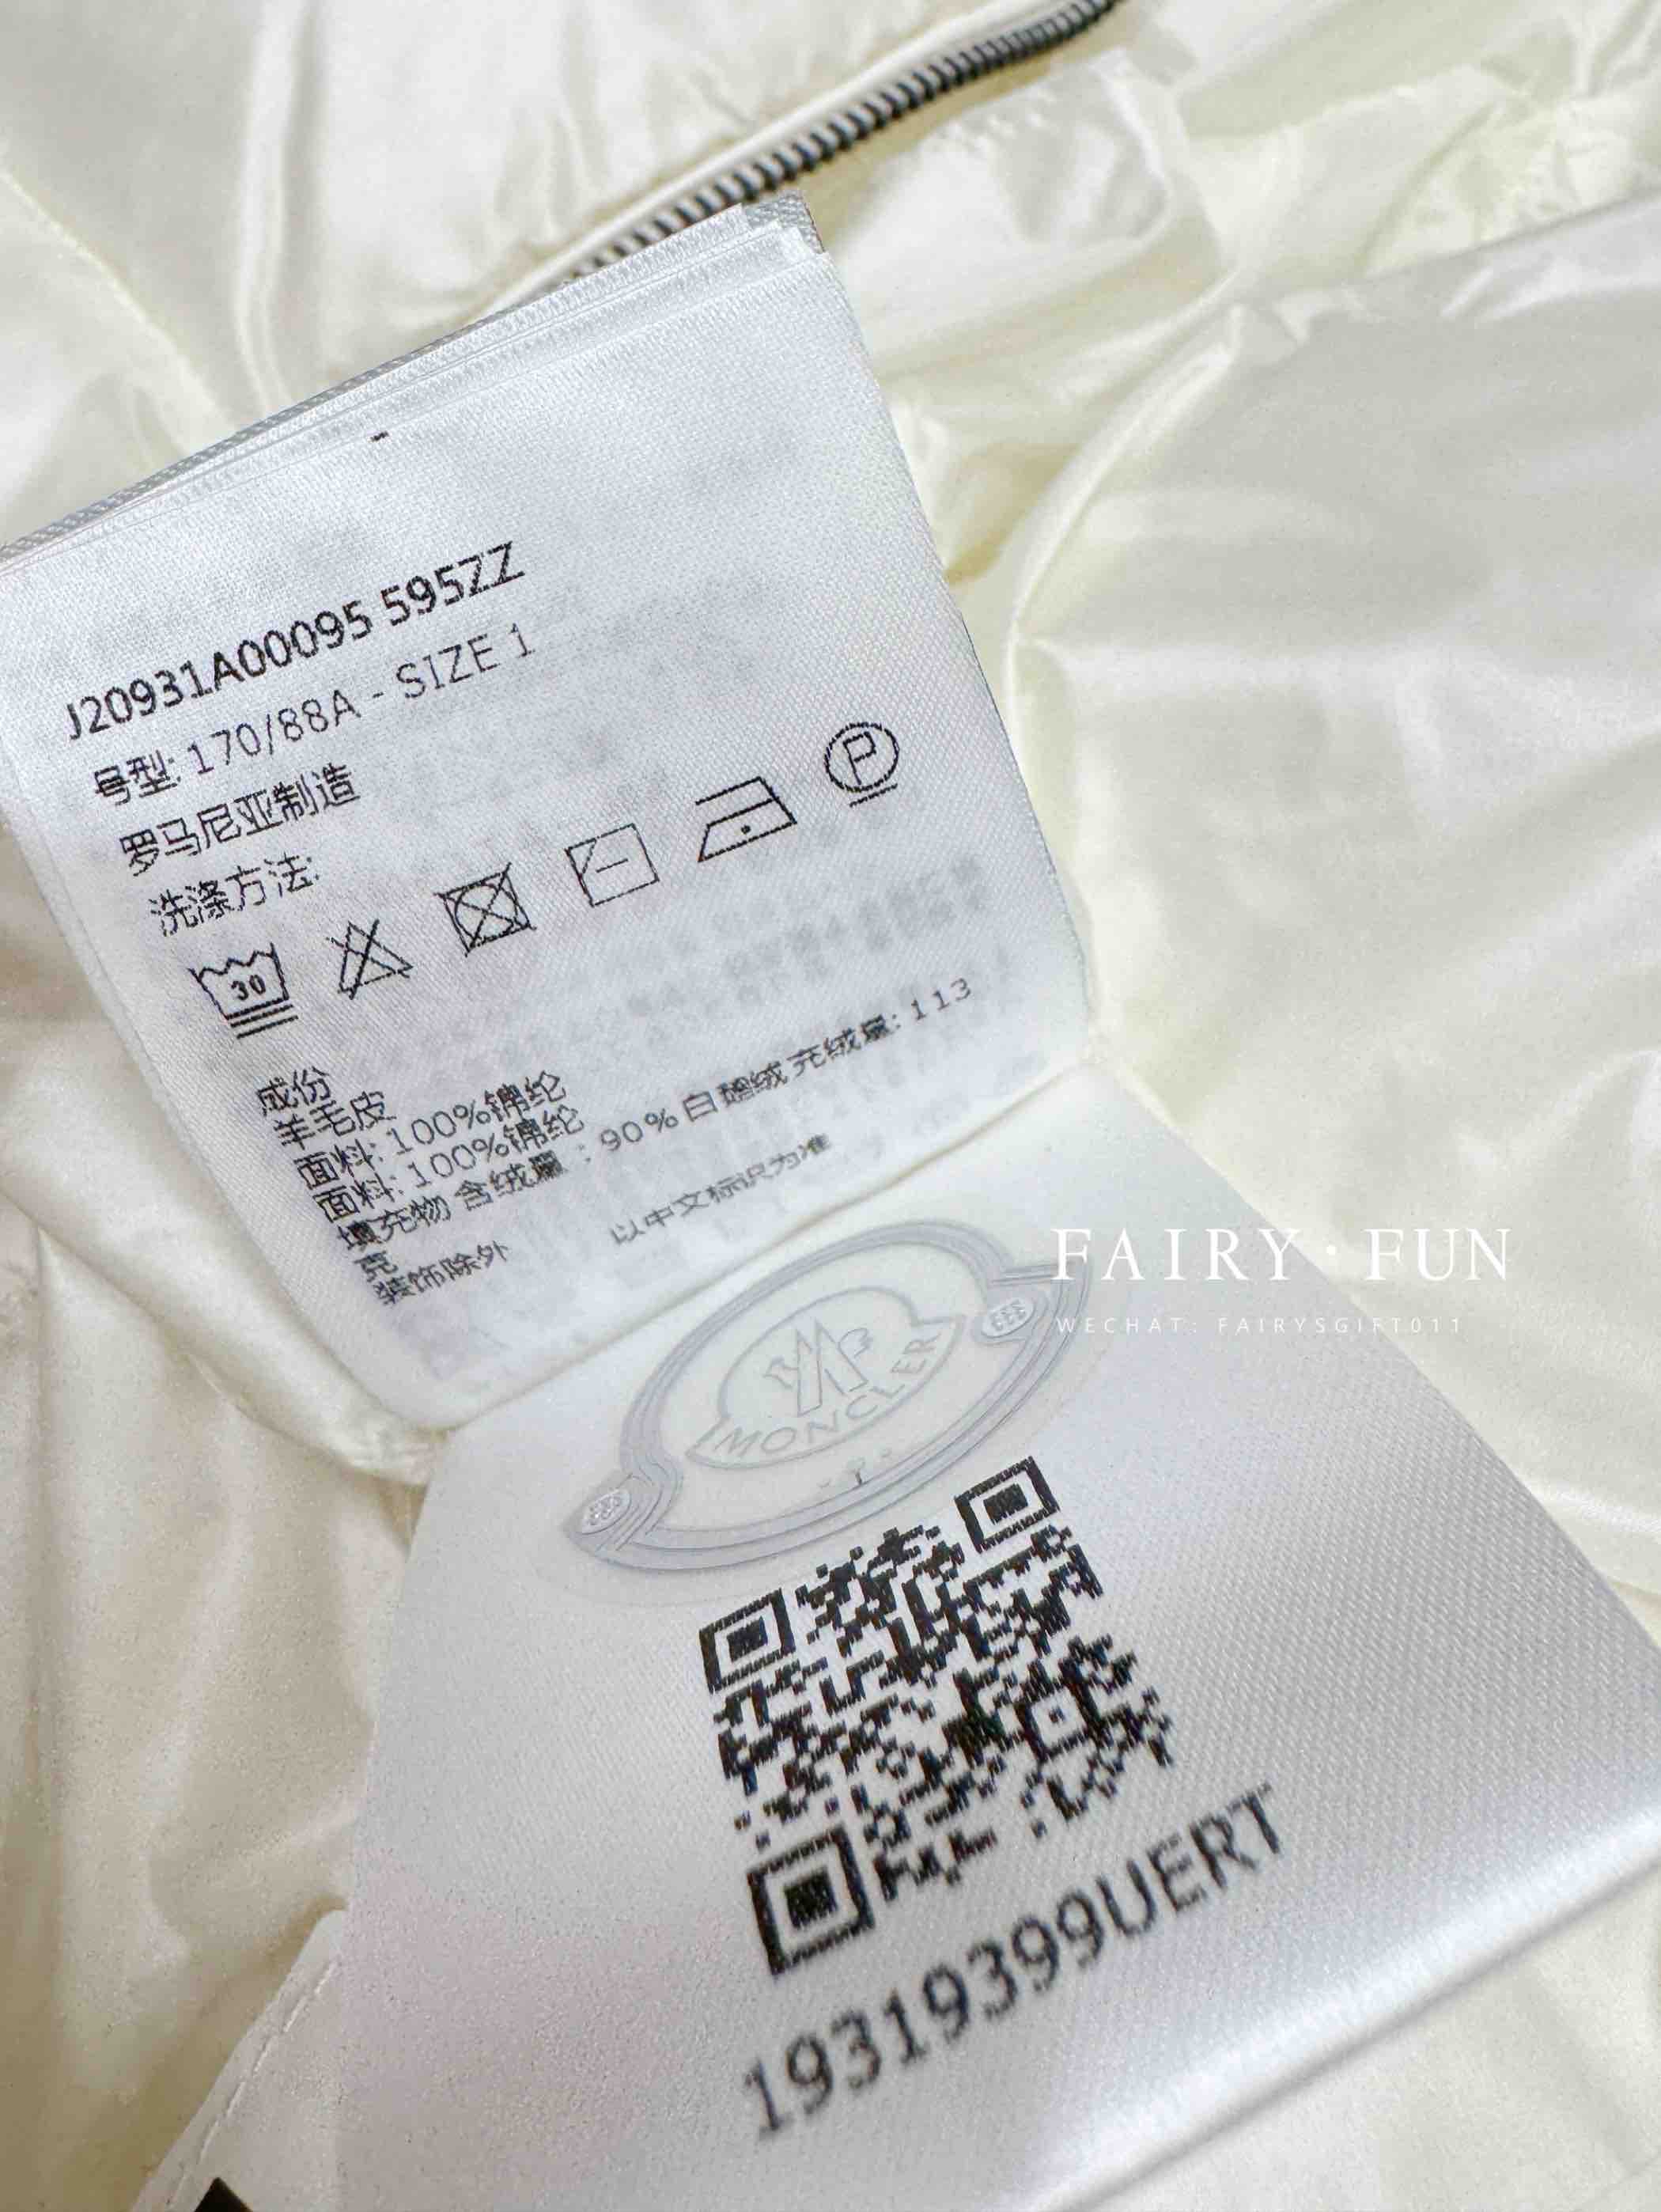 J20931A00095 595ZZ
号型: 170/88A - SIZE 1
罗马尼亚制造
洗涤方法:
30
P
成份
羊毛皮
面料: 100%锦纶
面料: 100%锦纶
填充物 含绒量 : 90%白鹅绒 充绒量: 113
克
装饰除外 以中文标识为准
FAIRY·FUN
WECHAT: FAIRYSGIFT011
MONCLER
- 1 -
19319399UERT